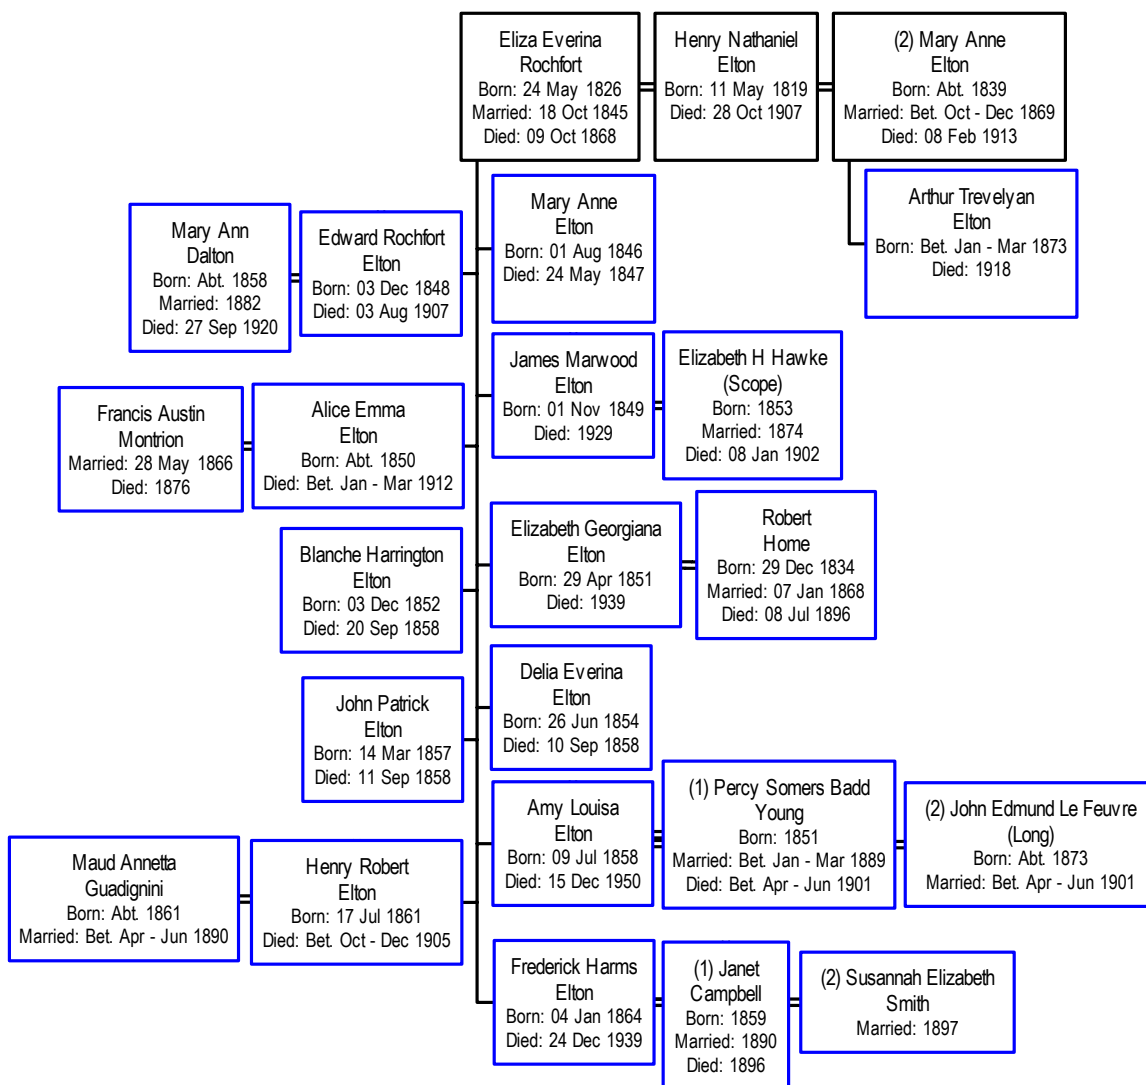 Eliza Everina
Rochfort
Born: 24 May 1826
Married: 18 Oct 1845
Died: 09 Oct 1868
Henry Nathaniel
Elton
Born: 11 May 1819
Died: 28 Oct 1907
(2) Mary Anne
Elton
Born: Abt. 1839
Married: Bet. Oct - Dec 1869
Died: 08 Feb 1913
Arthur Trevelyan
Elton
Born: Bet. Jan - Mar 1873
Died: 1918
Mary Ann
Dalton
Born: Abt. 1858
Married: 1882
Died: 27 Sep 1920
Edward Rochfort
Elton
Born: 03 Dec 1848
Died: 03 Aug 1907
Mary Anne
Elton
Born: 01 Aug 1846
Died: 24 May 1847
James Marwood
Elton
Born: 01 Nov 1849
Died: 1929
Elizabeth H Hawke
(Scope)
Born: 1853
Married: 1874
Died: 08 Jan 1902
Francis Austin
Montrion
Married: 28 May 1866
Died: 1876
Alice Emma
Elton
Born: Abt. 1850
Died: Bet. Jan - Mar 1912
Elizabeth Georgiana
Elton
Born: 29 Apr 1851
Died: 1939
Robert
Home
Born: 29 Dec 1834
Married: 07 Jan 1868
Died: 08 Jul 1896
Blanche Harrington
Elton
Born: 03 Dec 1852
Died: 20 Sep 1858
Delia Everina
Elton
Born: 26 Jun 1854
Died: 10 Sep 1858
John Patrick
Elton
Born: 14 Mar 1857
Died: 11 Sep 1858
Amy Louisa
Elton
Born: 09 Jul 1858
Died: 15 Dec 1950
(1) Percy Somers Badd
Young
Born: 1851
Married: Bet. Jan - Mar 1889
Died: Bet. Apr - Jun 1901
(2) John Edmund Le Feuvre
(Long)
Born: Abt. 1873
Married: Bet. Apr - Jun 1901
Maud Annetta
Guadignini
Born: Abt. 1861
Married: Bet. Apr - Jun 1890
Henry Robert
Elton
Born: 17 Jul 1861
Died: Bet. Oct - Dec 1905
Frederick Harms
Elton
Born: 04 Jan 1864
Died: 24 Dec 1939
(1) Janet
Campbell
Born: 1859
Married: 1890
Died: 1896
(2) Susannah Elizabeth
Smith
Married: 1897